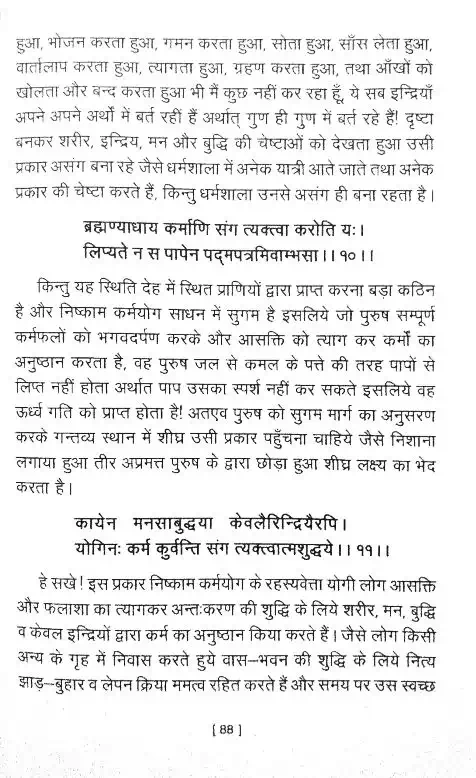 हुआ, भोजन करता हुआ, गमन करता हुआ, सोता हुआ, साँस लेता हुआ,
वार्तालाप करता हुआ, त्यागता हुआ, ग्रहण करता हुआ, तथा आँखों को
खोलता और बन्द करता हुआ भी मैं कुछ नहीं कर रहा हूँ, ये सब इन्द्रियाँ
अपने अपने अर्थों में बर्त रहीं हैं अर्थात् गुण ही गुण में बर्त रहे हैं! दृष्टा
बनकर शरीर, इन्द्रिय, मन और बुद्धि की चेष्टाओं को देखता हुआ उसी
प्रकार असंग बना रहे जैसे धर्मशाला में अनेक यात्री आते जाते तथा अनेक
प्रकार की चेष्टा करते हैं, किन्तु धर्मशाला उनसे असंग ही बना रहता है।
ब्रह्मण्याधाय कर्माणि संग त्यक्त्वा करोति यः।
लिप्यते न स पापेन पद्मपत्रमिवाम्भसा।।१०।।
किन्तु यह स्थिति देह में स्थित प्राणियों द्वारा प्राप्त करना बड़ा कठिन
है और निष्काम कर्मयोग साधन में सुगम है इसलिये जो पुरुष सम्पूर्ण
कर्मफलों को भगवदर्पण करके और आसक्ति को त्याग कर कर्मों का
अनुष्ठान करता है, वह पुरुष जल से कमल के पत्ते की तरह पापों से
लिप्त नहीं होता अर्थात पाप उसका स्पर्श नहीं कर सकते इसलिये वह
ऊर्ध्व गति को प्राप्त होता है! अतएव पुरुष को सुगम मार्ग का अनुसरण
करके गन्तव्य स्थान में शीघ्र उसी प्रकार पहुँचना चाहिये जैसे निशाना
लगाया हुआ तीर अप्रमत्त पुरुष के द्वारा छोड़ा हुआ शीघ्र लक्ष्य का भेद
करता है।
कायेन मनसाबुद्धया केवलैरिन्द्रियैरपि।
योगिनः कर्म कुर्वन्ति संग त्यक्त्वात्मशुद्धये।।११।।
हे सखे! इस प्रकार निष्काम कर्मयोग के रहस्यवेत्ता योगी लोग आसक्ति
और फलाशा का त्यागकर अन्तःकरण की शुद्धि के लिये शरीर, मन, बुद्धि
व केवल इन्द्रियों द्वारा कर्म का अनुष्ठान किया करते हैं। जैसे लोग किसी
अन्य के गृह में निवास करते हुये वास–भवन की शुद्धि के लिये नित्य
झाड़–बुहार व लेपन क्रिया ममत्व रहित करते हैं और समय पर उस स्वच्छ
[ 88 ]